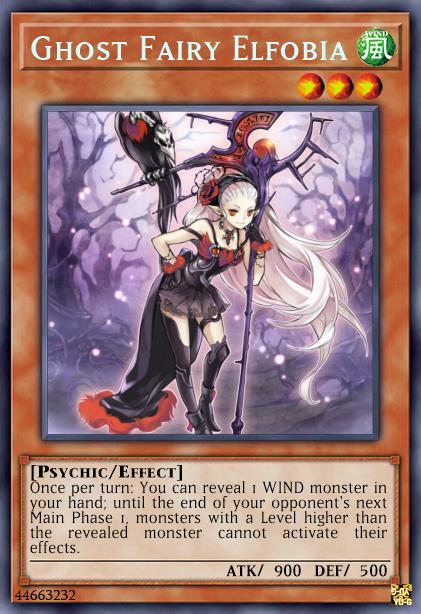 Ghost Fairy Elfobia
WIND
風
[Psychic/Effect]
Once per turn: You can reveal 1 WIND monster in
your hand; until the end of your opponent's next
Main Phase 1, monsters with a Level higher than
the revealed monster cannot activate their
effects.
ATK/ 900 DEF/ 500
44663232